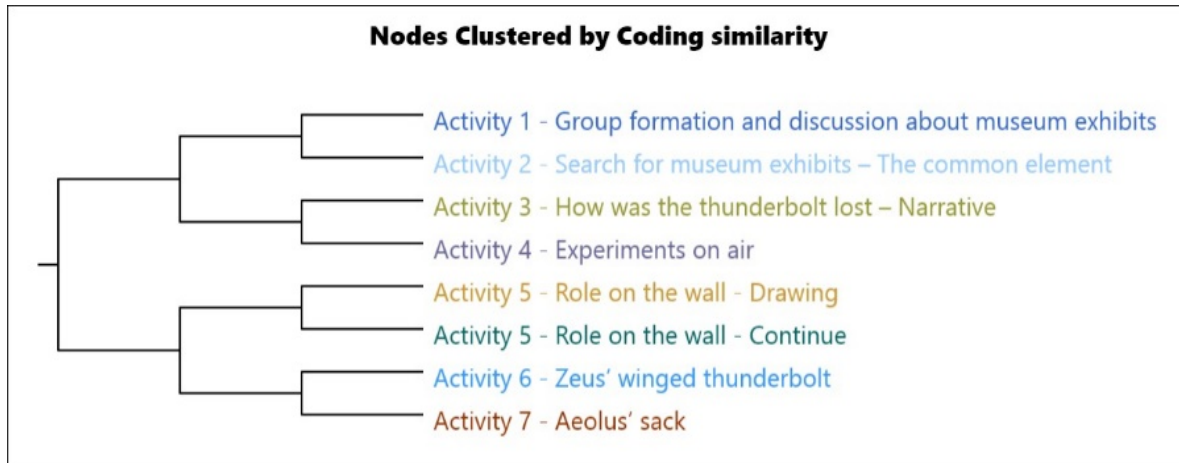 Nodes Clustered by Coding similarity
Activity 1 - Group formation and discussion about museum exhibits
Activity 2 - Search for museum exhibits – The common element
Activity 3 - How was the thunderbolt lost – Narrative
Activity 4 - Experiments on air
Activity 5 - Role on the wall - Drawing
Activity 5 - Role on the wall - Continue
Activity 6 - Zeus’ winged thunderbolt
Activity 7 - Aeolus’ sack